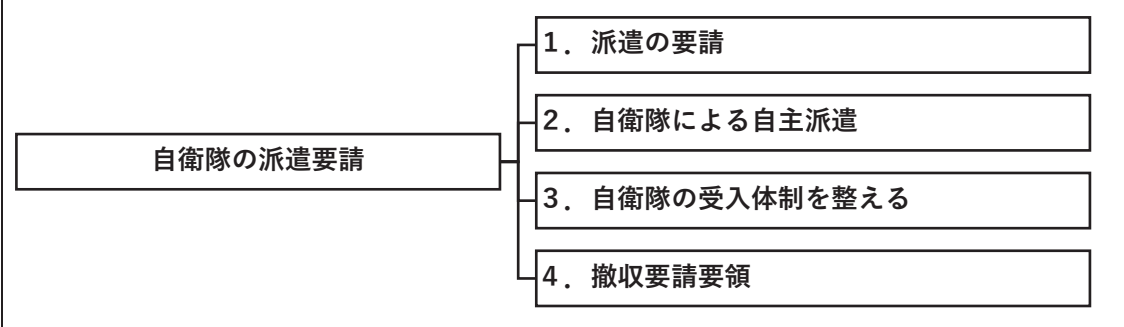 自衛隊の派遣要請
１．派遣の要請
２．自衛隊による自主派遣
３．自衛隊の受入体制を整える
４．撤収要請要領